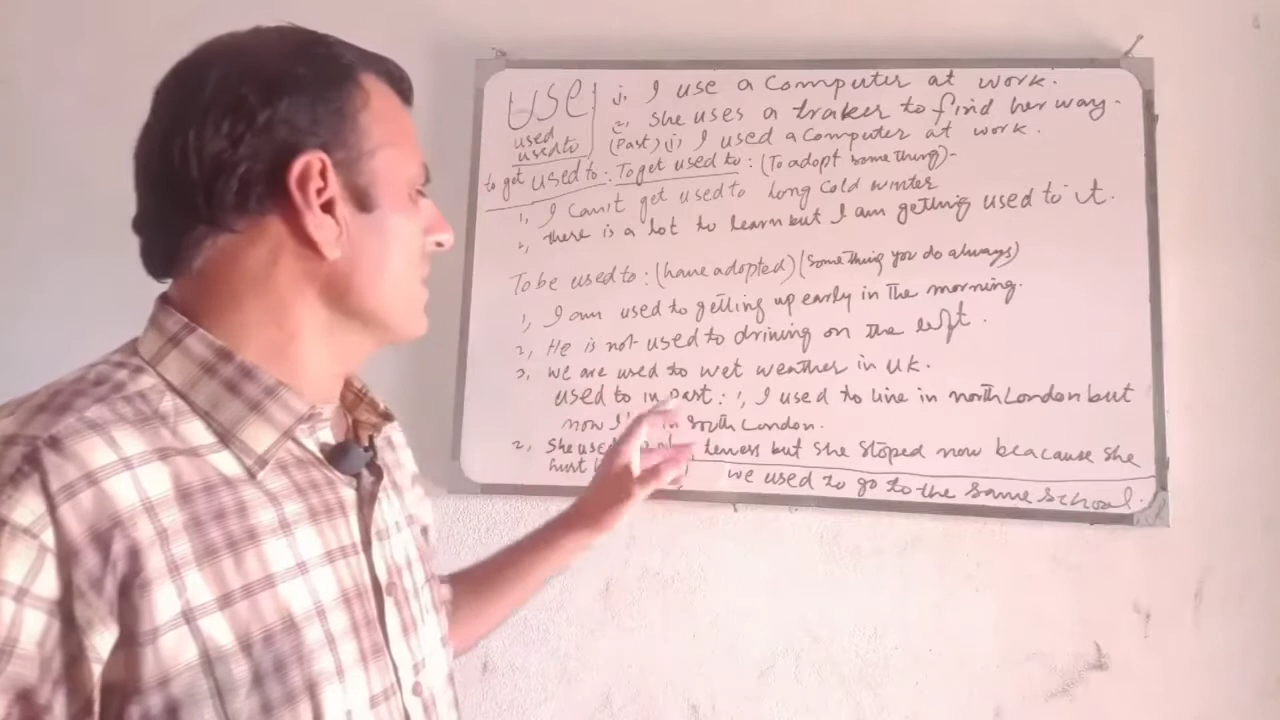 USE
used
used to
1, I use a Computer at work.
2, She uses a traker to find her way.
(Past) (i) I used a Computer at work.
to get used to: To get used to: (To adopt something)-
1, I can't get used to long cold winter
2, there is a lot to learn but I am getting used to it.
To be used to: (have adopted) (something you do always)
1, I am used to getting up early in the morning.
2, He is not used to driving on the left.
3, we are used to wet weather in UK.
used to in Past: 1, I used to live in north London but
now in South London.
2. She used tenness but She Stoped now beacause She
hurt
we used to go to the same school.